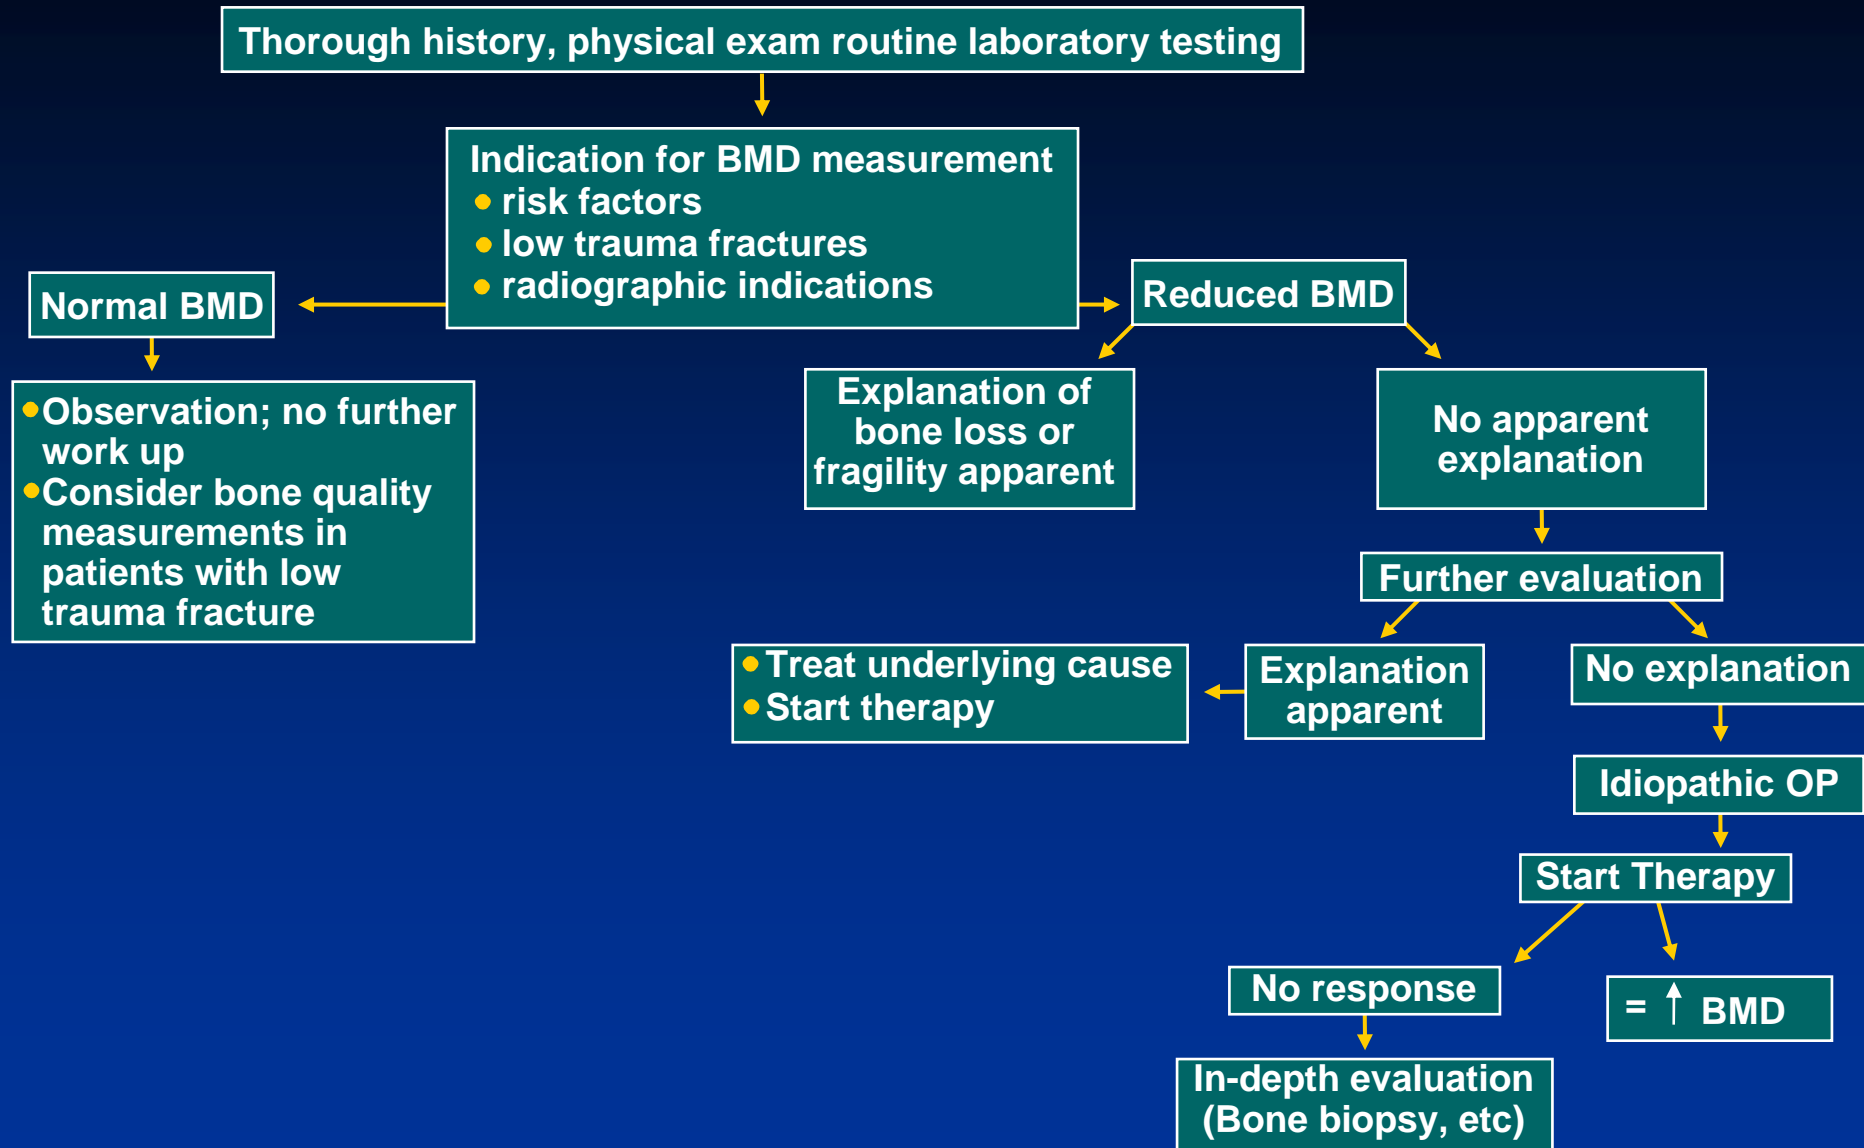 Thorough history, physical exam routine laboratory testing
Indication for BMD measurement
• risk factors
• low trauma fractures
• radiographic indications
Normal BMD
Reduced BMD
• Observation; no further
work up
• Consider bone quality
measurements in
patients with low
trauma fracture
Explanation of
bone loss or
fragility apparent
No apparent
explanation
Further evaluation
• Treat underlying cause
• Start therapy
Explanation
apparent
No explanation
Idiopathic OP
Start Therapy
No response
= ↑ BMD
In-depth evaluation
(Bone biopsy, etc)